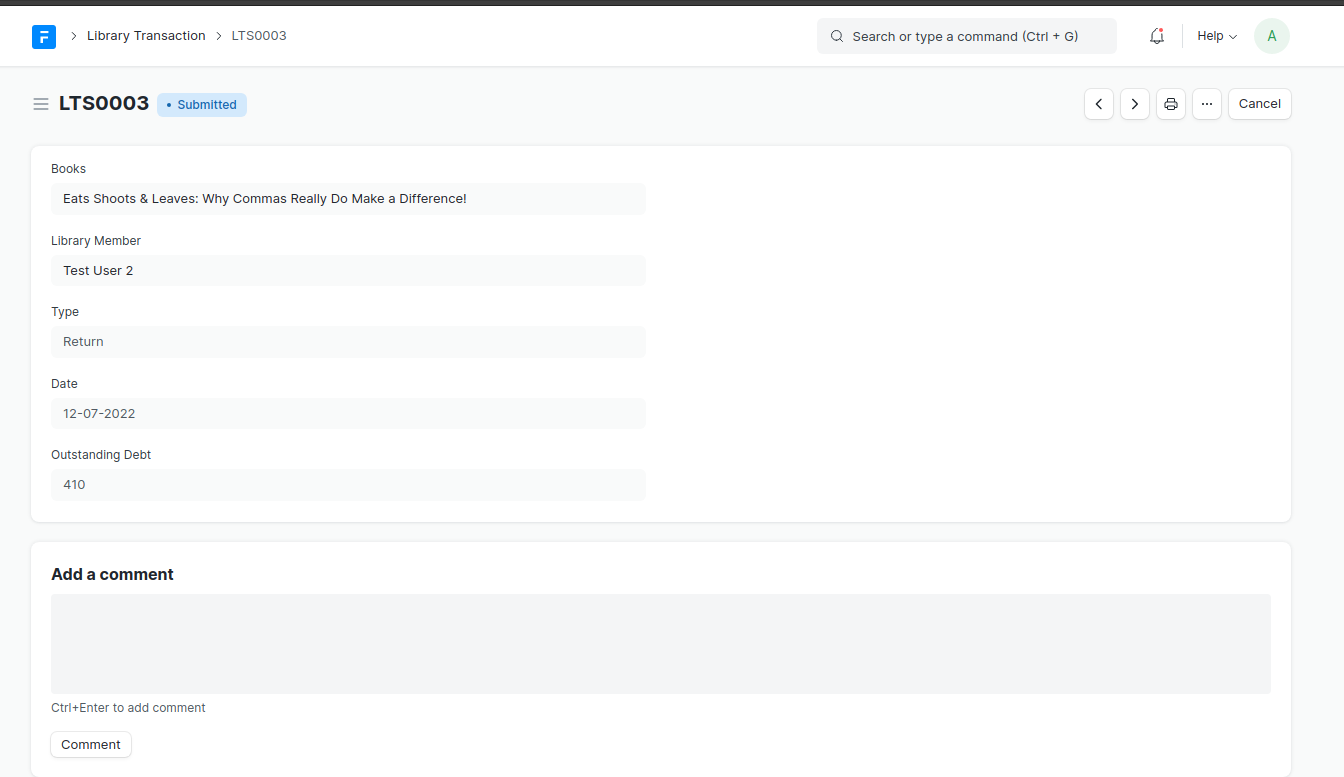 Library Transaction LTS0003 Search or type a command (Ctrl + G) Help A
LTS0003 • Submitted Cancel
Books
Eats Shoots & Leaves: Why Commas Really Do Make a Difference!
Library Member
Test User 2
Type
Return
Date
12-07-2022
Outstanding Debt
410
Add a comment
Ctrl+Enter to add comment
Comment